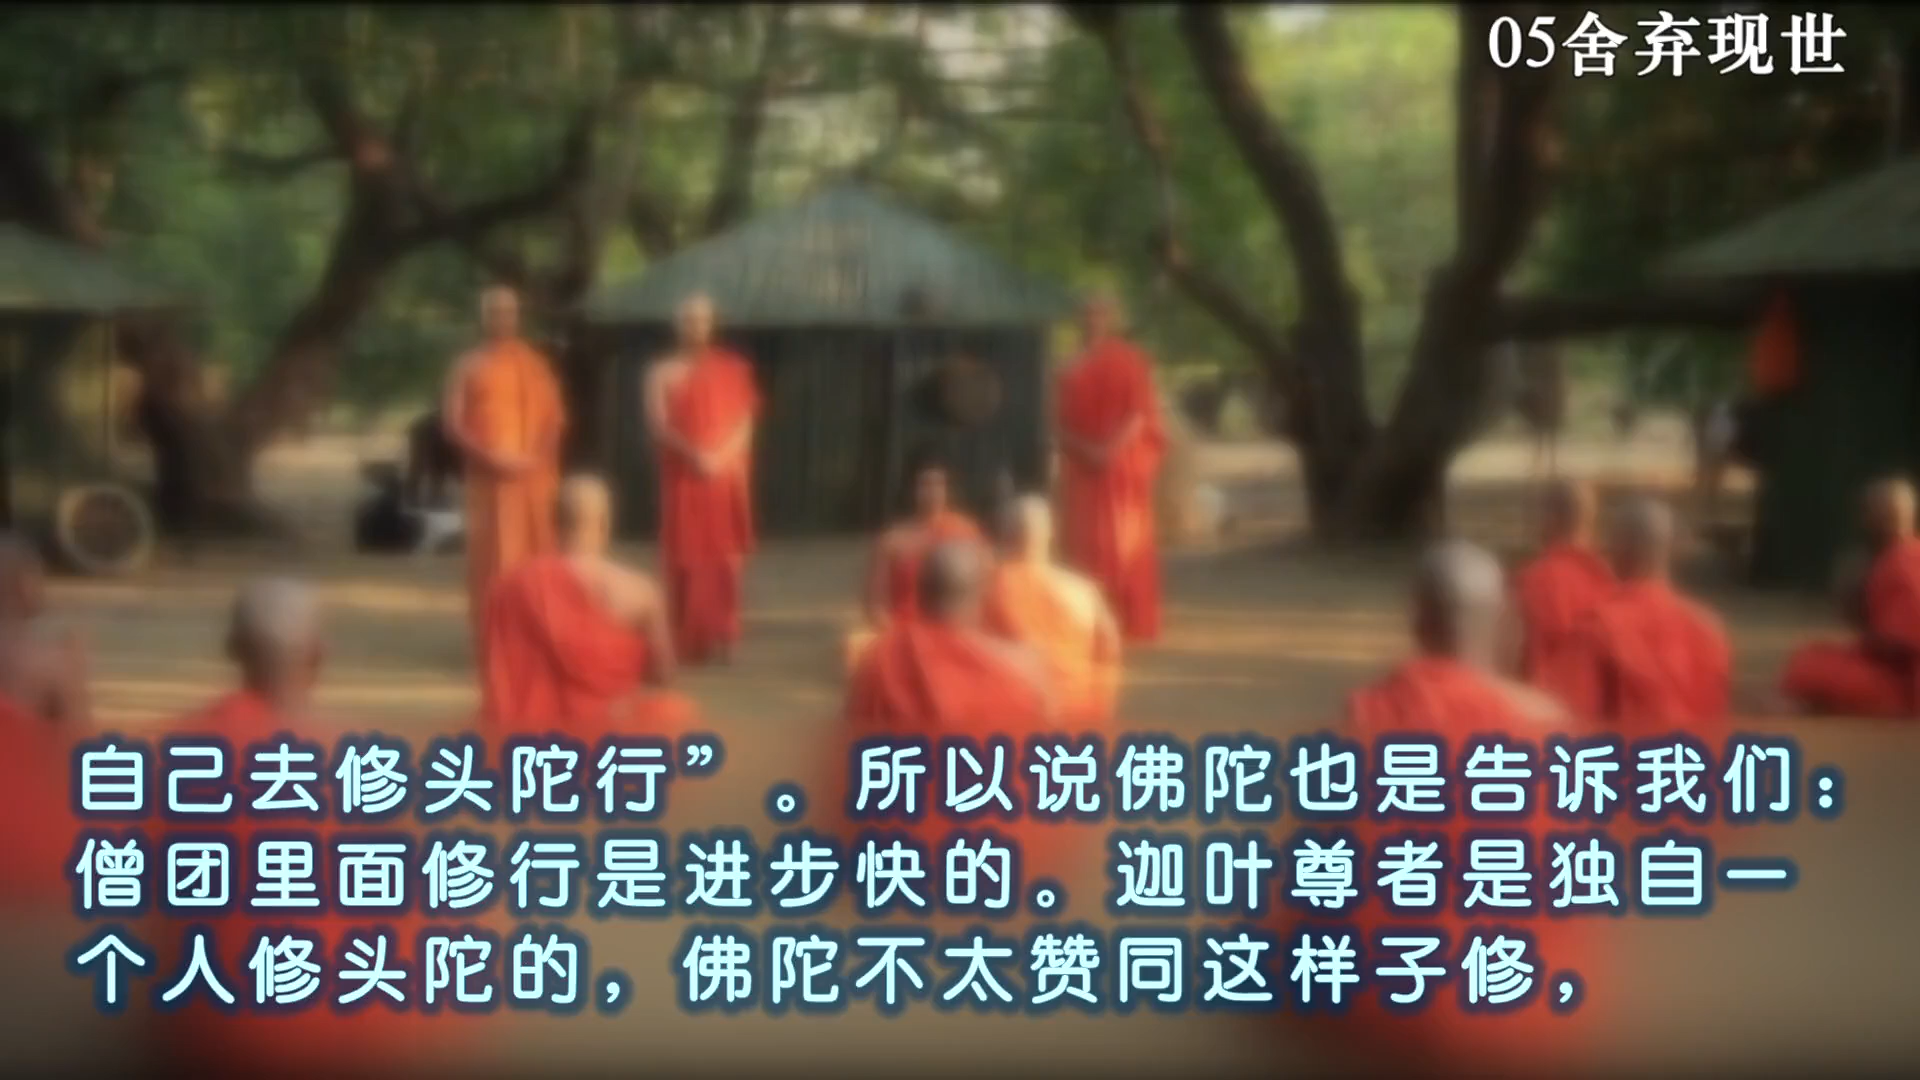 05舍弃现世
自己去修头陀行”。所以说佛陀也是告诉我们：
僧团里面修行是进步快的。迦叶尊者是独自一
个人修头陀的，佛陀不太赞同这样子修，